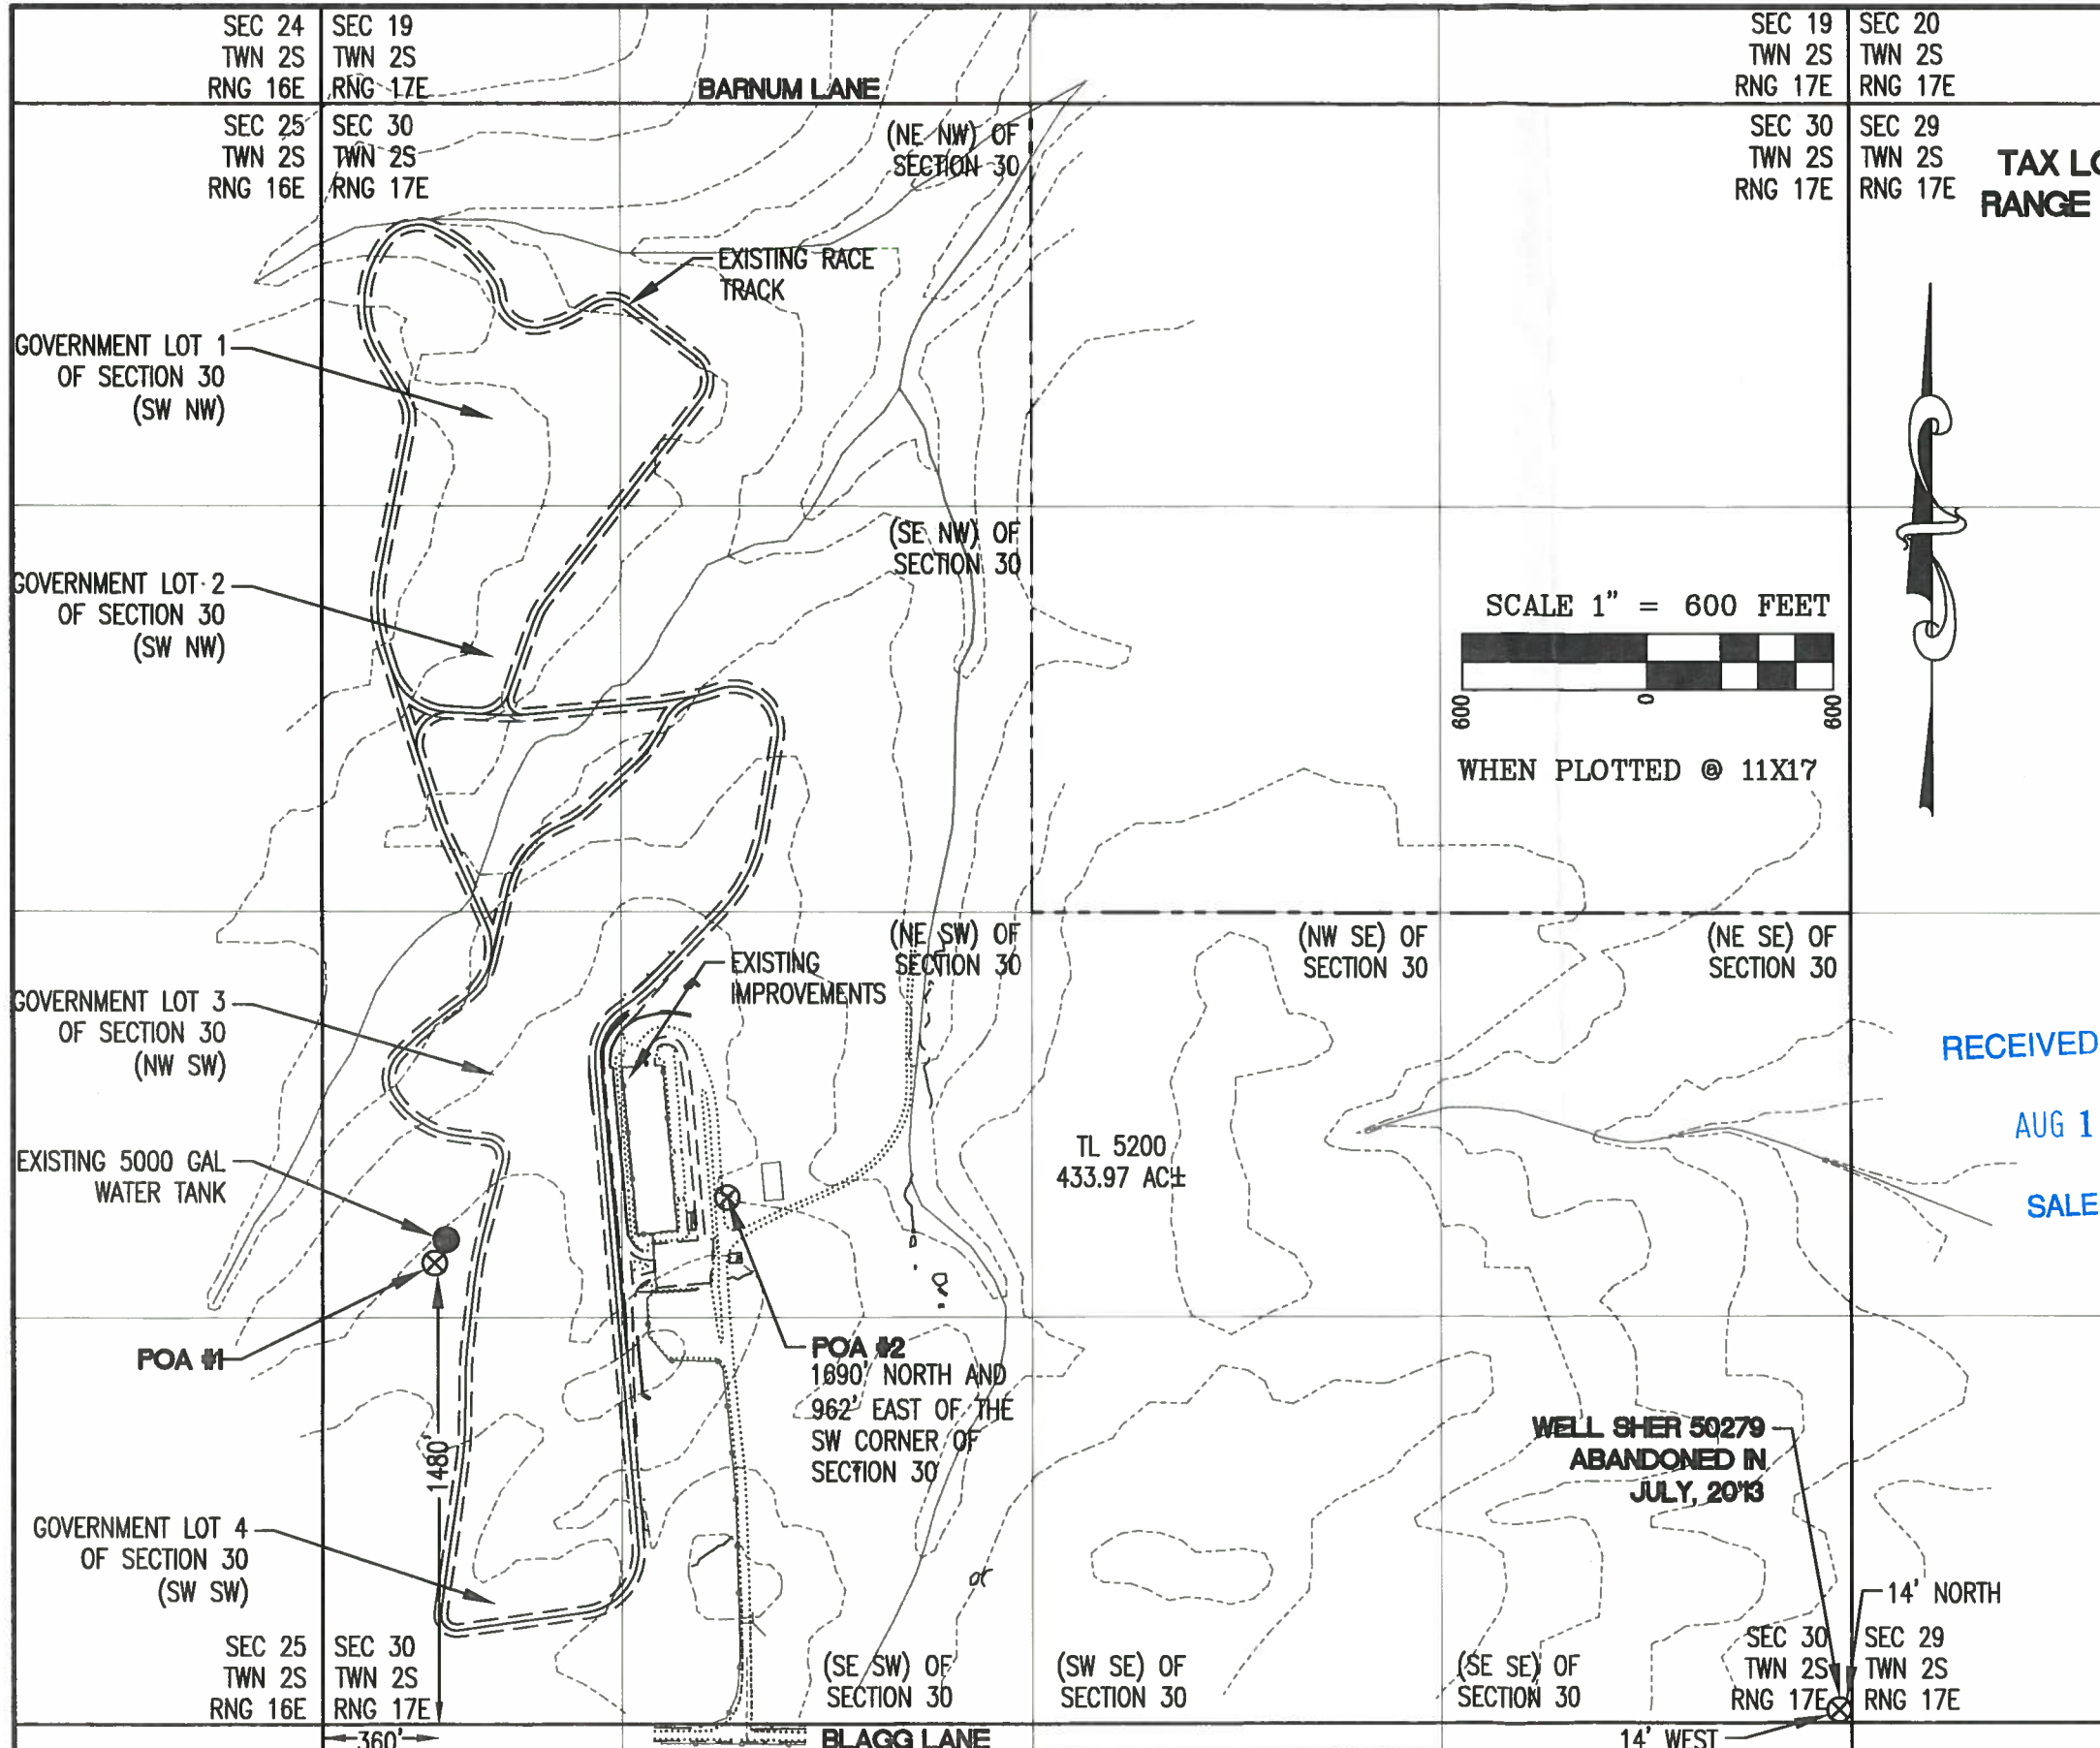 SEC 24
TWN 2S
RNG 16E
SEC 19
TWN 2S
RNG 17E
BARNUM LANE
SEC 19
TWN 2S
RNG 17E
SEC 20
TWN 2S
RNG 17E
SEC 25
TWN 2S
RNG 16E
SEC 30
TWN 2S
RNG 17E
(NE NW) OF
SECTION 30
SEC 30
TWN 2S
RNG 17E
SEC 29
TWN 2S
RNG 17E
TAX LO
RANGE
EXISTING RACE
TRACK
GOVERNMENT LOT 1
OF SECTION 30
(SW NW)
(SE NW) OF
SECTION 30
GOVERNMENT LOT 2
OF SECTION 30
(SW NW)
SCALE 1" = 600 FEET
600
0
600
WHEN PLOTTED @ 11X17
(NE SW) OF
SECTION 30
(NW SE) OF
SECTION 30
(NE SE) OF
SECTION 30
EXISTING
IMPROVEMENTS
GOVERNMENT LOT 3
OF SECTION 30
(NW SW)
RECEIVED
AUG 1
SALE
TL 5200
433.97 AC±
EXISTING 5000 GAL
WATER TANK
POA #1
POA #2
1690' NORTH AND
962' EAST OF THE
SW CORNER OF
SECTION 30
1480'
WELL SHER 50279
ABANDONED IN
JULY, 2013
GOVERNMENT LOT 4
OF SECTION 30
(SW SW)
14' NORTH
SEC 25
TWN 2S
RNG 16E
SEC 30
TWN 2S
RNG 17E
(SE SW) OF
SECTION 30
(SW SE) OF
SECTION 30
(SE SE) OF
SECTION 30
SEC 30
TWN 2S
RNG 17E
SEC 29
TWN 2S
RNG 17E
360'
BLAGG LANE
14' WEST